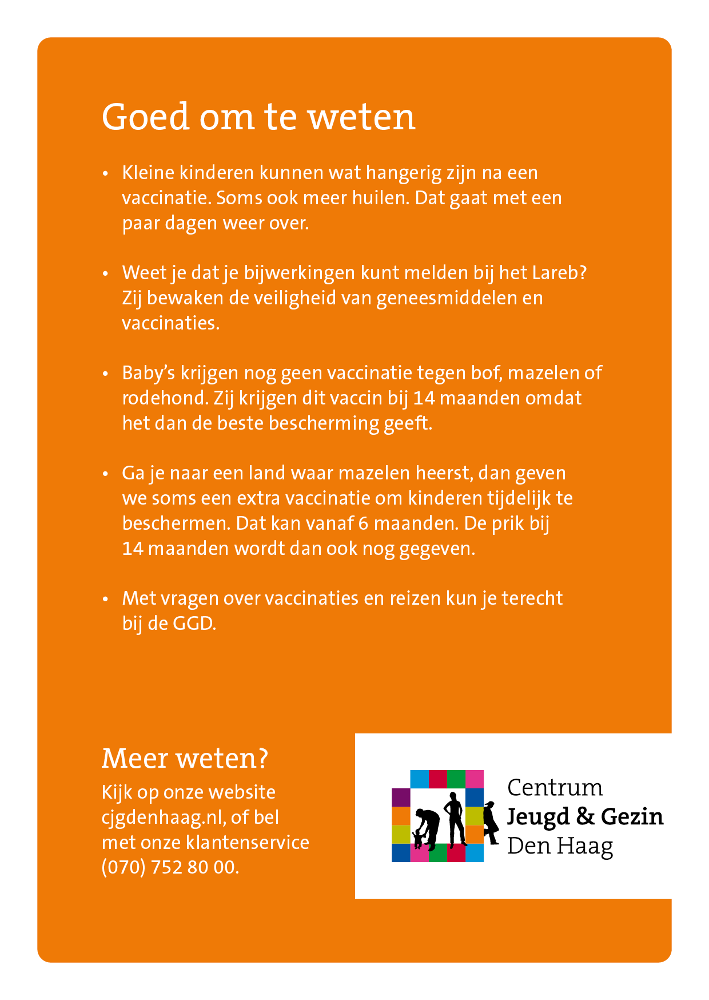 Goed om te weten
• Kleine kinderen kunnen wat hangerig zijn na een
vaccinatie. Soms ook meer huilen. Dat gaat met een
paar dagen weer over.
• Weet je dat je bijwerkingen kunt melden bij het Lareb?
Zij bewaken de veiligheid van geneesmiddelen en
vaccinaties.
• Baby’s krijgen nog geen vaccinatie tegen bof, mazelen of
rodehond. Zij krijgen dit vaccin bij 14 maanden omdat
het dan de beste bescherming geeft.
• Ga je naar een land waar mazelen heerst, dan geven
we soms een extra vaccinatie om kinderen tijdelijk te
beschermen. Dat kan vanaf 6 maanden. De prik bij
14 maanden wordt dan ook nog gegeven.
• Met vragen over vaccinaties en reizen kun je terecht
bij de GGD.
Meer weten?
Kijk op onze website
cjgdenhaag.nl, of bel
met onze klantenservice
(070) 752 80 00.
Centrum
Jeugd & Gezin
Den Haag